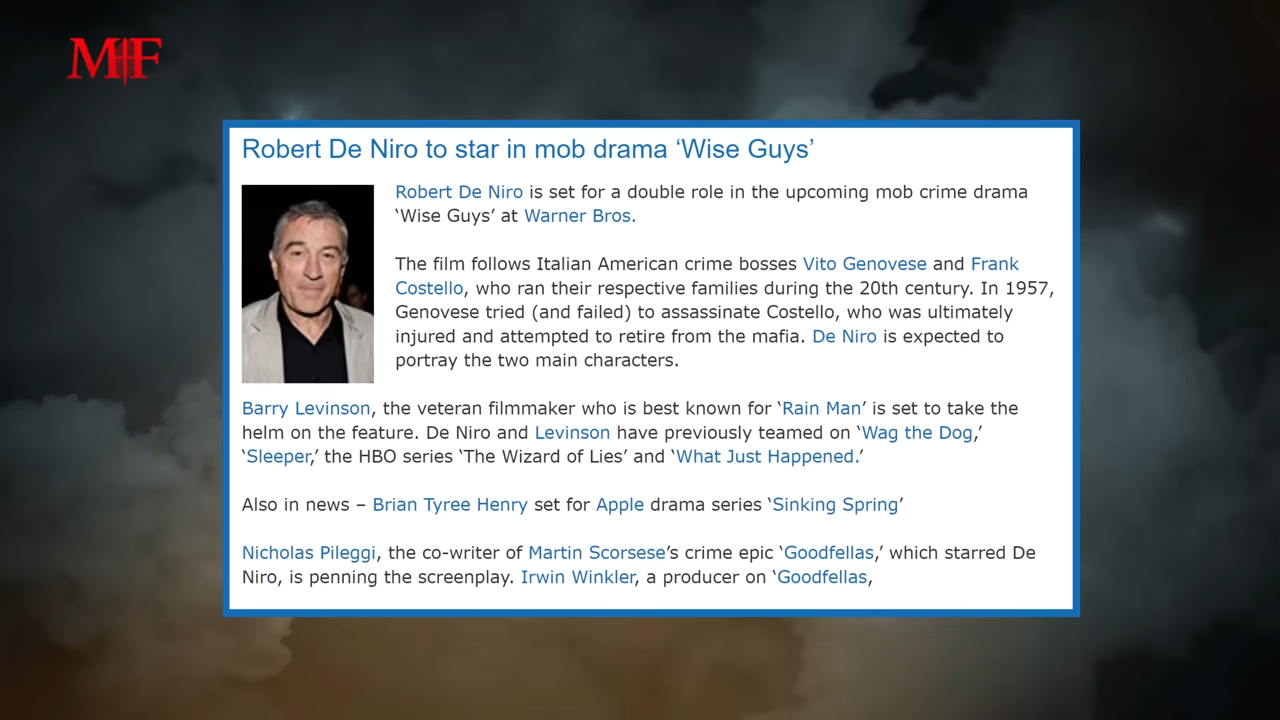 M‡F
Robert De Niro to star in mob drama ‘Wise Guys’
Robert De Niro is set for a double role in the upcoming mob crime drama
‘Wise Guys’ at Warner Bros.
The film follows Italian American crime bosses Vito Genovese and Frank
Costello, who ran their respective families during the 20th century. In 1957,
Genovese tried (and failed) to assassinate Costello, who was ultimately
injured and attempted to retire from the mafia. De Niro is expected to
portray the two main characters.
Barry Levinson, the veteran filmmaker who is best known for ‘Rain Man’ is set to take the
helm on the feature. De Niro and Levinson have previously teamed on ‘Wag the Dog,’
‘Sleeper,’ the HBO series ‘The Wizard of Lies’ and ‘What Just Happened.’
Also in news – Brian Tyree Henry set for Apple drama series ‘Sinking Spring’
Nicholas Pileggi, the co-writer of Martin Scorsese’s crime epic ‘Goodfellas,’ which starred De
Niro, is penning the screenplay. Irwin Winkler, a producer on ‘Goodfellas,